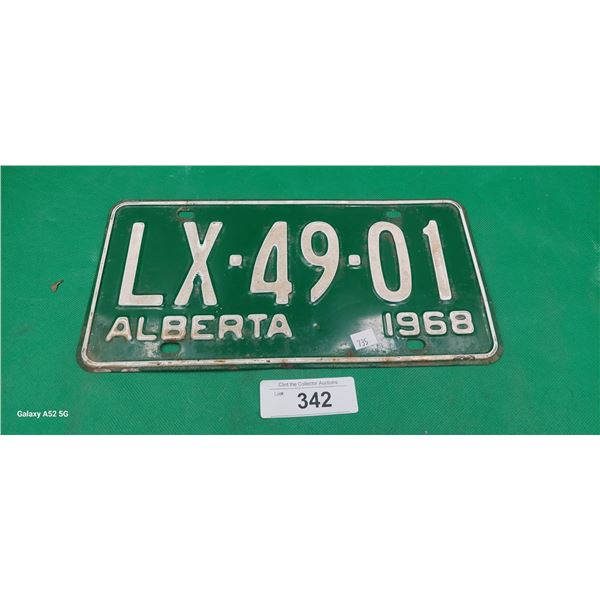 LX·49·01
ALBERTA 1968
735
Clint the Collector Auctions
Lot# 342
Galaxy A52 5G